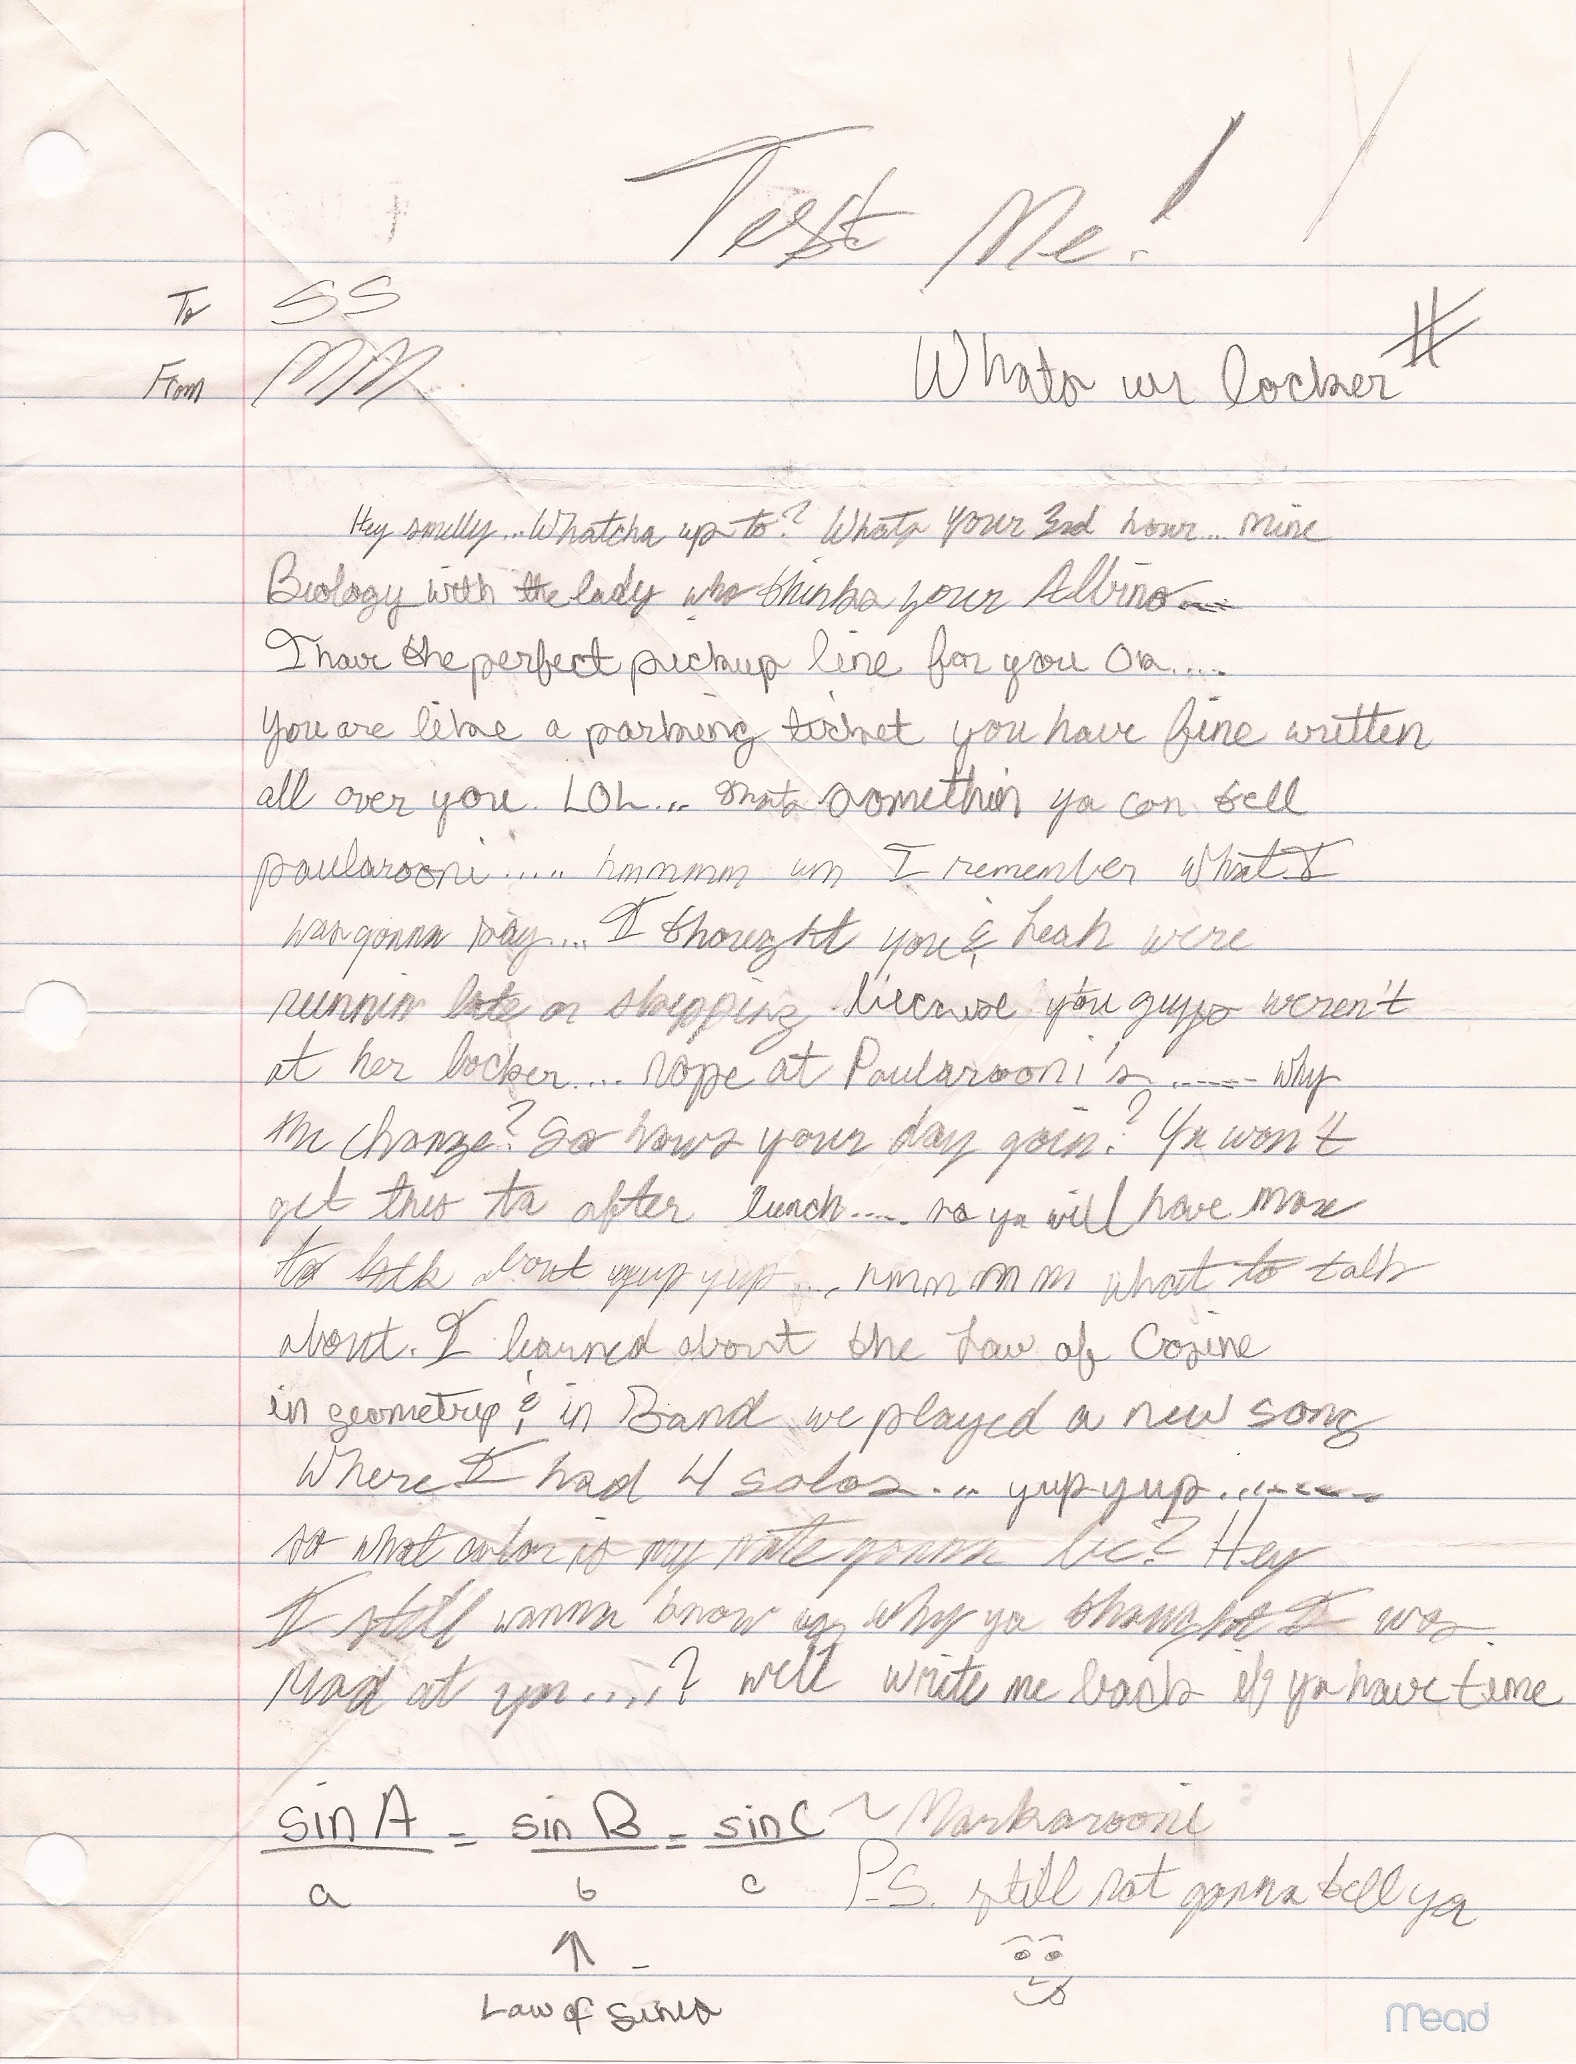 Test Me!
To SS
From MM
Whats ur locker #
Hey smelly... Whatcha up to? Whats your 3rd hour... mine
Biology with the lady who thinks your Albino
I have the perfect pickup line for you Ok.....
you are like a parking ticket you have fine written
all over you. LOL... thats somethin ya can tell
paularooni..... hmmmm um I remember what I
was gonna say.... I thought you & Leah were
runnin late or skipping because you guys weren't
at her locker.... nope at Paularooni's ...... why
the change? So hows your day goin? Ya won't
get this ta after lunch..... so ya will have more
to talk about yup yup .... hmm m m what to talk
about. I learned about the Law of Cosine
in geometry & in Band we played a new song
Where I had 4 solos... yup yup........
so what color is my note gonna be? Hey
I still wanna know why ya thought I was
mad at ya.....? well write me back if ya have time
sin A = sin B = sin C ~ Markarooni
a b c P.S. still not gonna tell ya
↑
Law of Sines
Mead